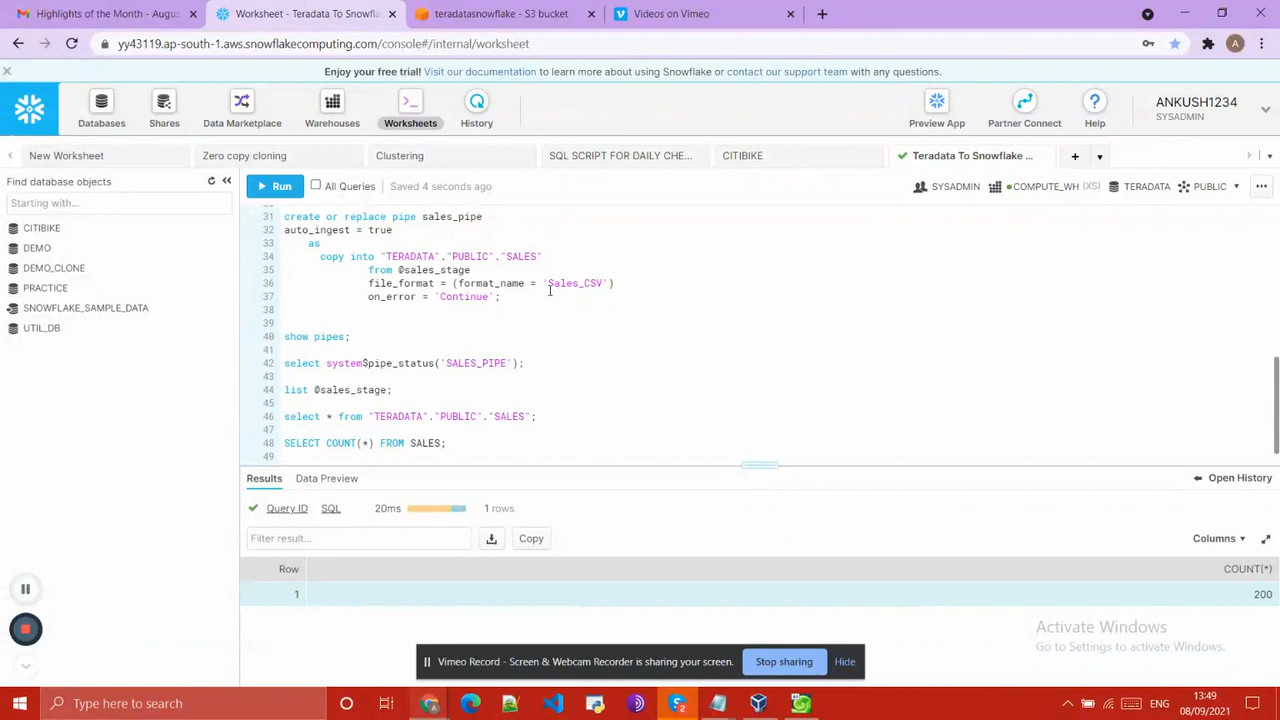 Highlights of the Month - Augus
Worksheet - Teradata To Snowfla
teradatasnowflake - S3 bucket
Videos on Vimeo
yy43119.ap-south-1.aws.snowflakecomputing.com/console#/internal/worksheet
A
Enjoy your free trial! Visit our documentation to learn more about using Snowflake or contact our support team with any questions.
Databases
Shares
Data Marketplace
Warehouses
Worksheets
History
Preview App
Partner Connect
Help
ANKUSH1234
SYSADMIN
New Worksheet
Zero copy cloning
Clustering
SQL SCRIPT FOR DAILY CHE...
CITIBIKE
Teradata To Snowflake ...
Find database objects
Starting with...
CITIBIKE
DEMO
DEMO_CLONE
PRACTICE
SNOWFLAKE_SAMPLE_DATA
UTIL_DB
Run
All Queries
Saved 4 seconds ago
SYSADMIN
COMPUTE_WH (XS)
TERADATA
PUBLIC
31 create or replace pipe sales_pipe
32 auto_ingest = true
33 as
34 copy into "TERADATA"."PUBLIC"."SALES"
35 from @sales_stage
36 file_format = (format_name = 'Sales_CSV')
37 on_error = 'Continue';
38
39
40 show pipes;
41
42 select system$pipe_status('SALES_PIPE');
43
44 list @sales_stage;
45
46 select * from "TERADATA"."PUBLIC"."SALES";
47
48 SELECT COUNT(*) FROM SALES;
49
Results
Data Preview
Open History
Query ID
SQL
20ms
1 rows
Filter result...
Copy
Columns
Row
COUNT(*)
1
200
Activate Windows
Go to Settings to activate Windows.
Vimeo Record - Screen & Webcam Recorder is sharing your screen.
Stop sharing
Hide
Type here to search
ENG
13:49
08/09/2021